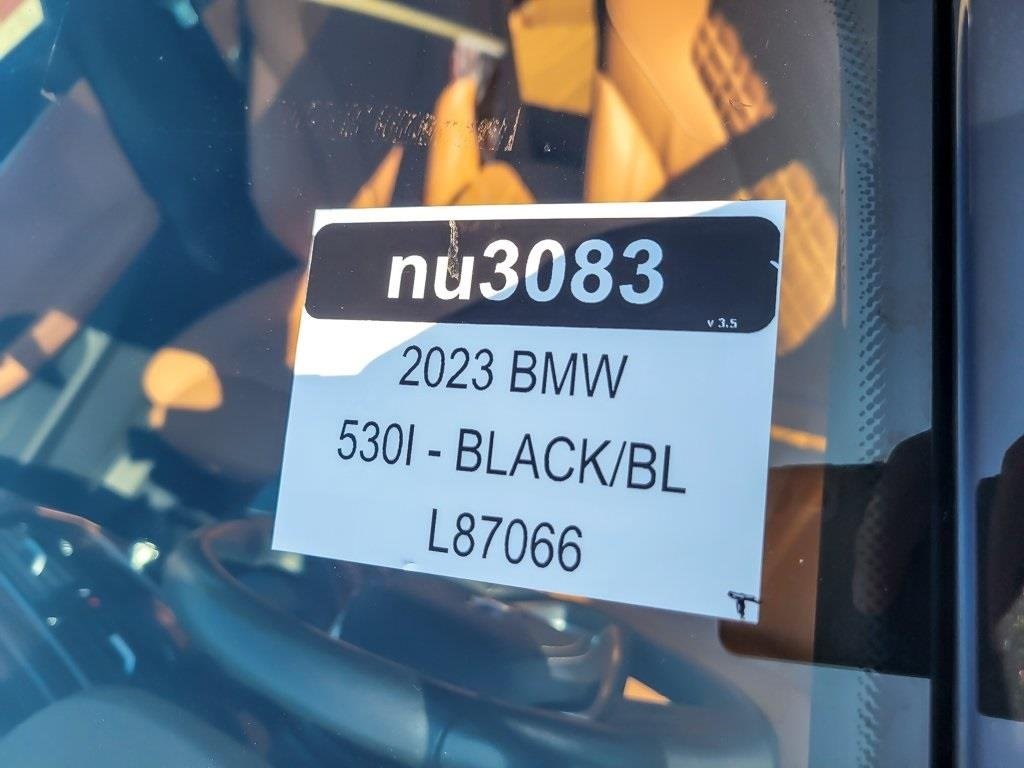 nu3083
v 3.5
2023 BMW
530I - BLACK/BL
L87066
T